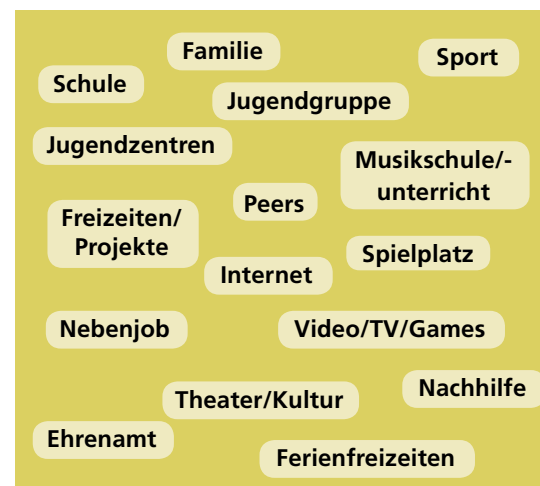 Familie
Sport
Schule
Jugendgruppe
Jugendzentren
Musikschule/-
unterricht
Peers
Freizeiten/
Projekte
Spielplatz
Internet
Nebenjob
Video/TV/Games
Nachhilfe
Theater/Kultur
Ehrenamt
Ferienfreizeiten